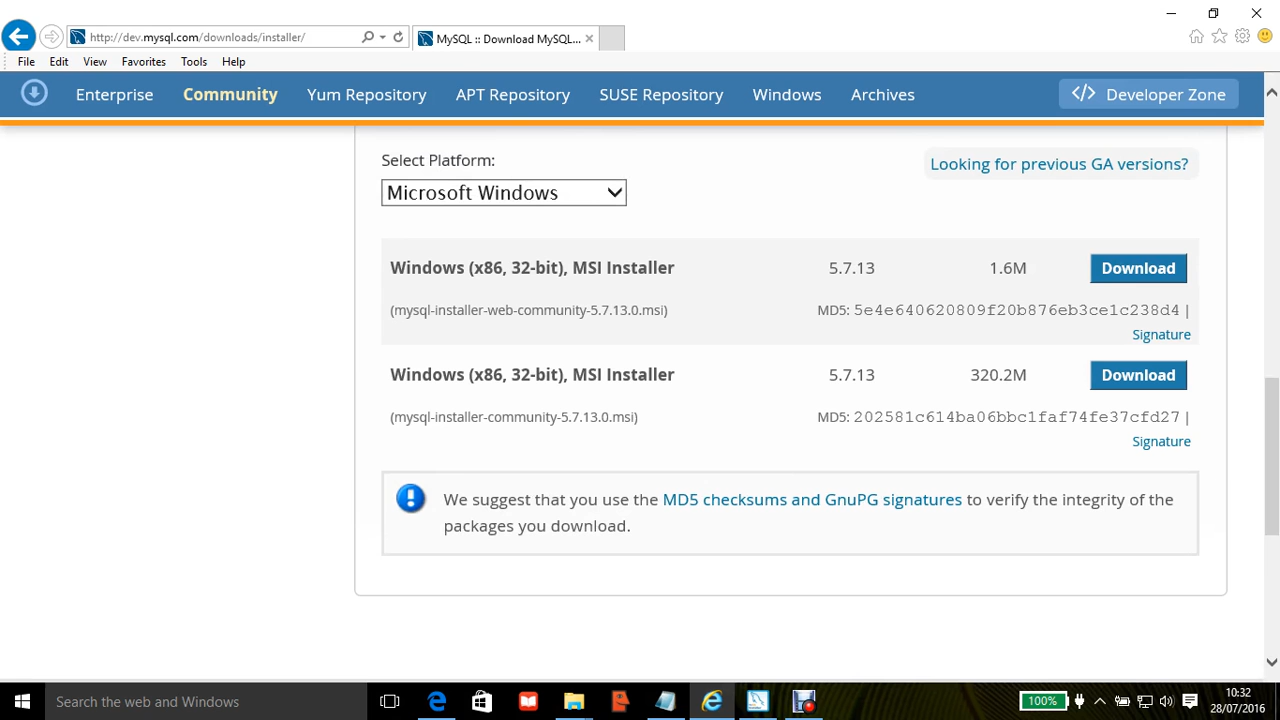 http://dev.mysql.com/downloads/installer/
MySQL :: Download MySQL...
File Edit View Favorites Tools Help
Enterprise Community Yum Repository APT Repository SUSE Repository Windows Archives </> Developer Zone
Select Platform:
Looking for previous GA versions?
Microsoft Windows
Windows (x86, 32-bit), MSI Installer 5.7.13 1.6M Download
(mysql-installer-web-community-5.7.13.0.msi) MD5: 5e4e640620809f20b876eb3ce1c238d4 |
Signature
Windows (x86, 32-bit), MSI Installer 5.7.13 320.2M Download
(mysql-installer-community-5.7.13.0.msi) MD5: 202581c614ba06bbc1faf74fe37cfd27 |
Signature
We suggest that you use the MD5 checksums and GnuPG signatures to verify the integrity of the
packages you download.
Search the web and Windows
100%
10:32
28/07/2016